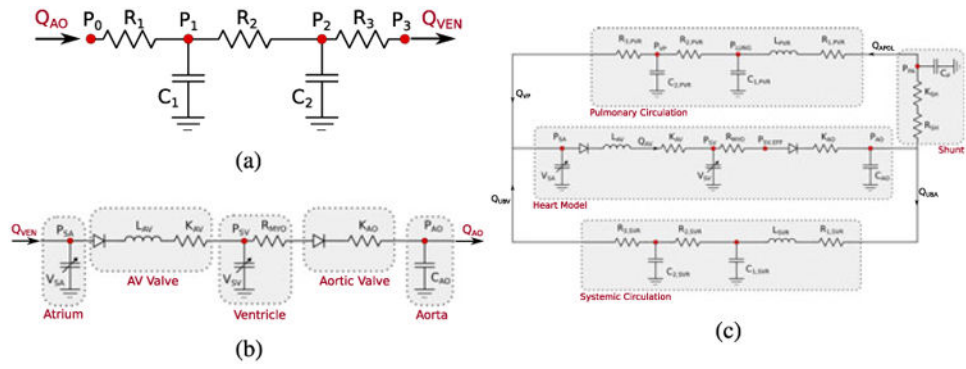 Q_AO P_0 R_1 P_1 R_2 P_2 R_3 P_3 Q_VEN
C_1 C_2
(a)
Q_VEN P_SA L_AV K_AV P_SV R_MYO K_AO P_AO Q_AO
V_SA V_SV C_AO
AV Valve Aortic Valve
Atrium Ventricle Aorta
(b)
R_3,PVR P_VP R_2,PVR P_LUNG L_PVR R_1,PVR
C_2,PVR C_1,PVR
Pulmonary Circulation
Q_VP
P_PA
K_SH
R_SH
Shunt
P_SA L_AV Q_AV K_AV P_SV R_MYO P_SV,EFF K_AO P_AO
V_SA V_SV C_AO
Heart Model
Q_UBV Q_UBA
R_3,SVR R_2,SVR L_SVR R_1,SVR
C_2,SVR C_1,SVR
Systemic Circulation
(c)